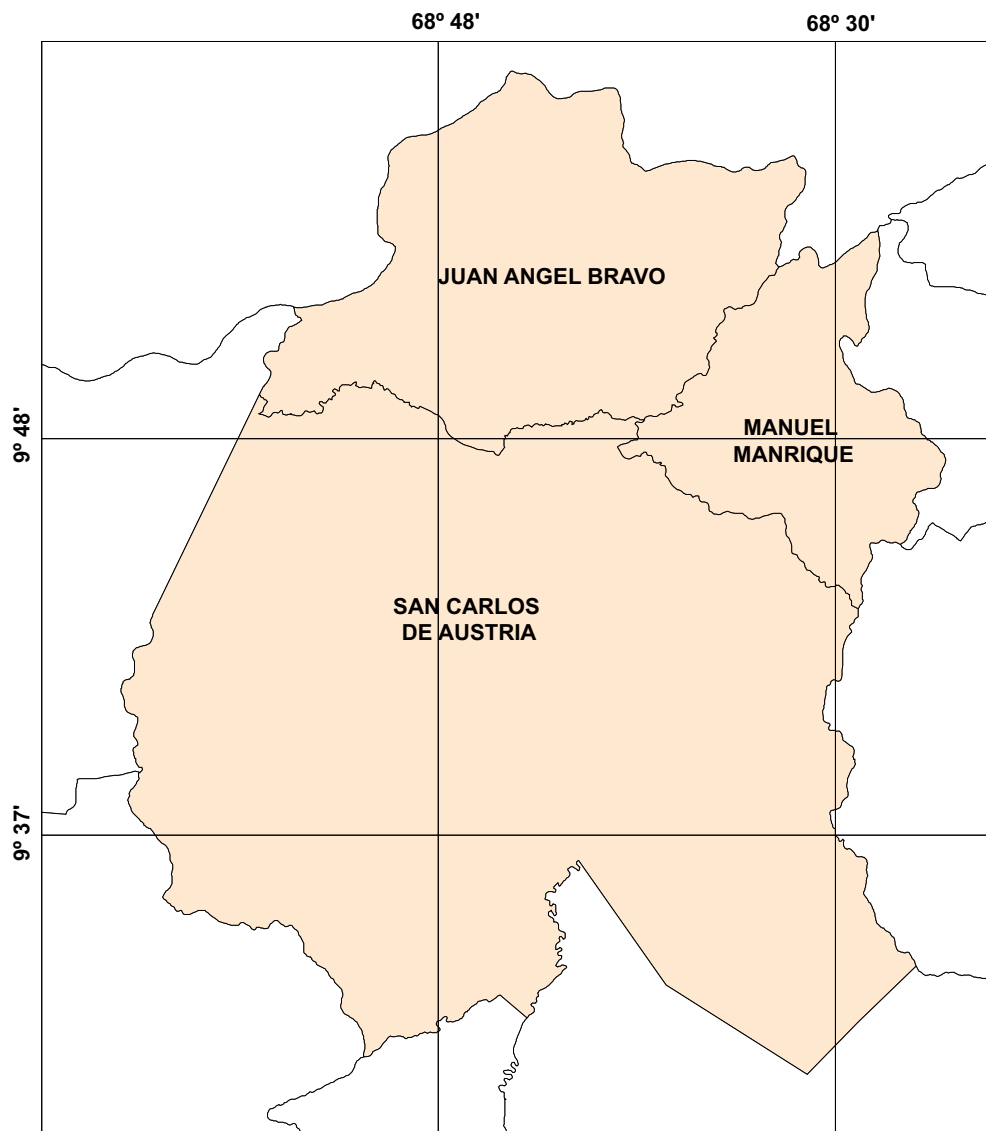 68º 48'
68º 30'
JUAN ANGEL BRAVO
9º 48'
MANUEL
MANRIQUE
SAN CARLOS
DE AUSTRIA
9º 37'